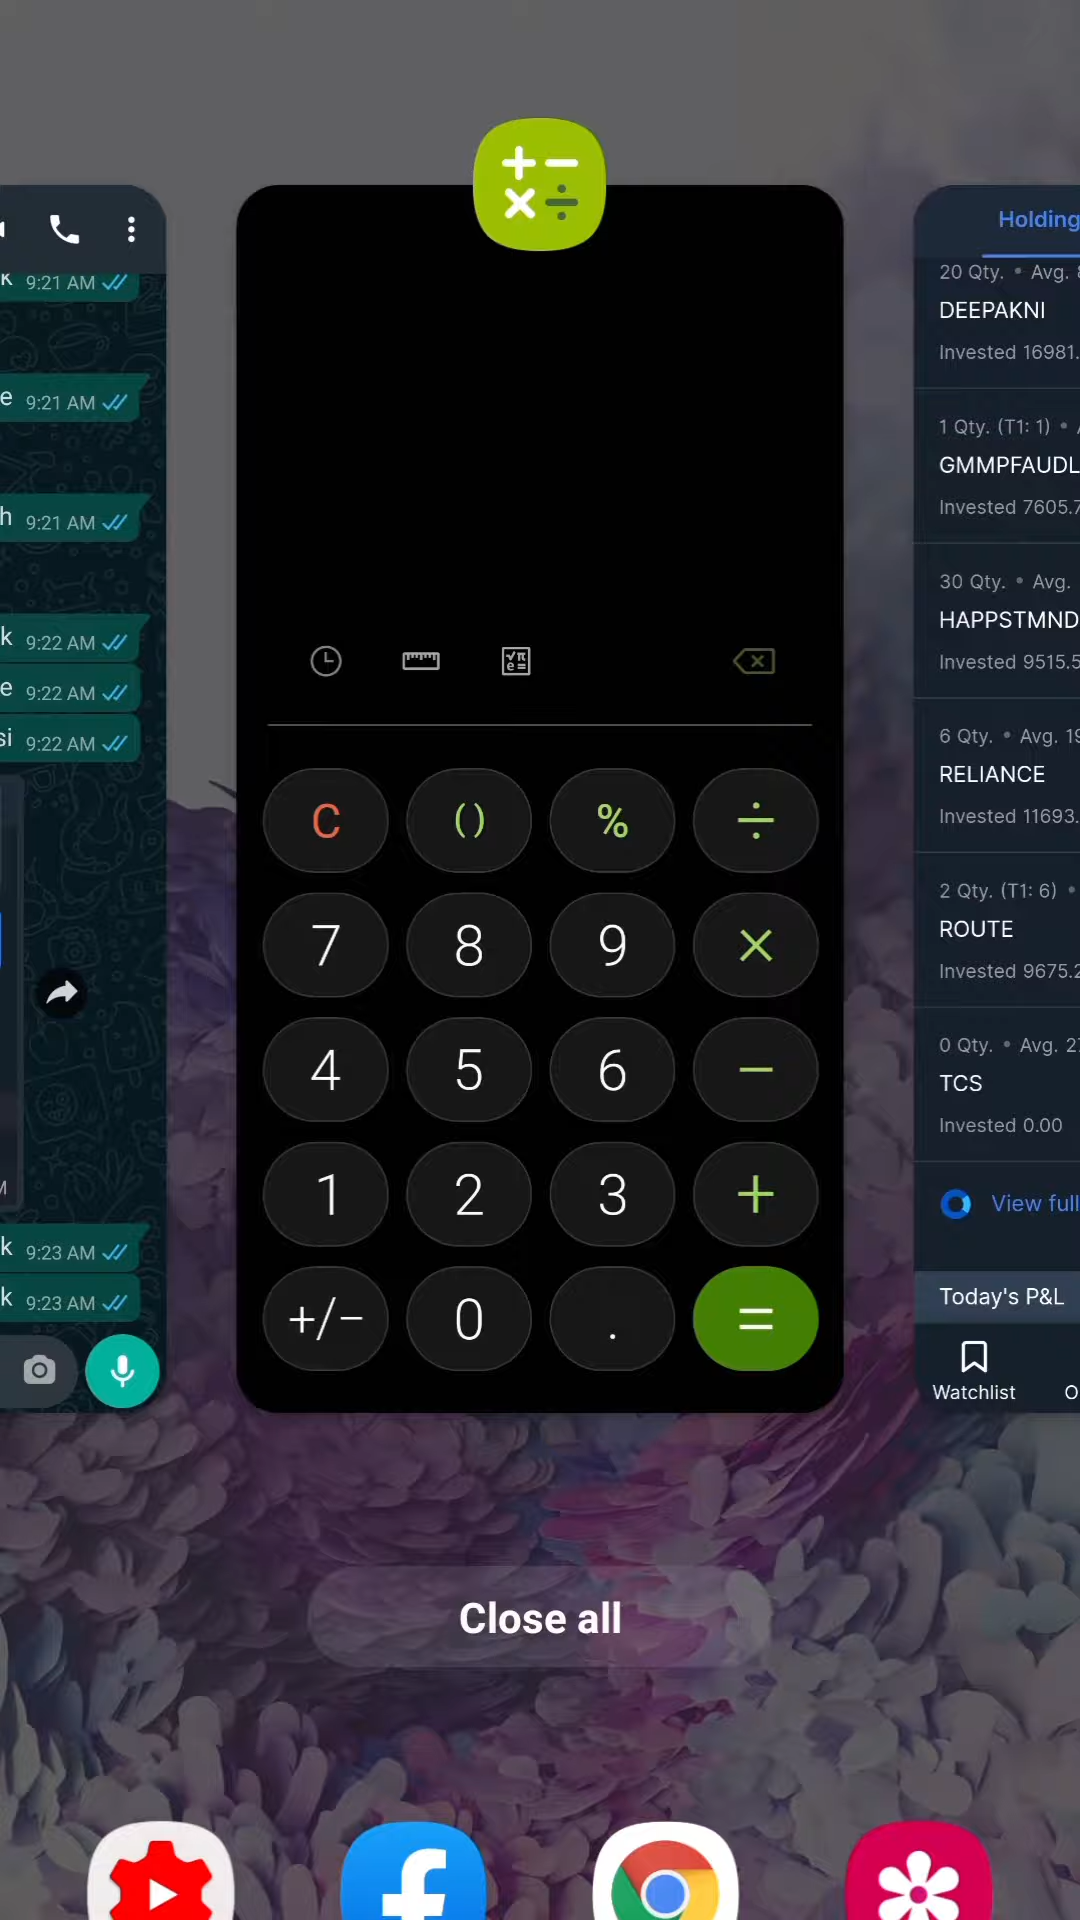 k 9:21 AM
e 9:21 AM
h 9:21 AM
k 9:22 AM
e 9:22 AM
si 9:22 AM
M
k 9:23 AM
k 9:23 AM
+ −
× ÷
√π
e=
C () % ÷
7 8 9 ×
4 5 6 −
1 2 3 +
+/− 0 . =
Holding
20 Qty. • Avg.
DEEPAKNI
Invested 16981.
1 Qty. (T1: 1) •
GMMPFAUDL
Invested 7605.7
30 Qty. • Avg.
HAPPSTMND
Invested 9515.5
6 Qty. • Avg. 19
RELIANCE
Invested 11693.
2 Qty. (T1: 6) •
ROUTE
Invested 9675.2
0 Qty. • Avg. 27
TCS
Invested 0.00
View full
Today's P&L
Watchlist O
Close all